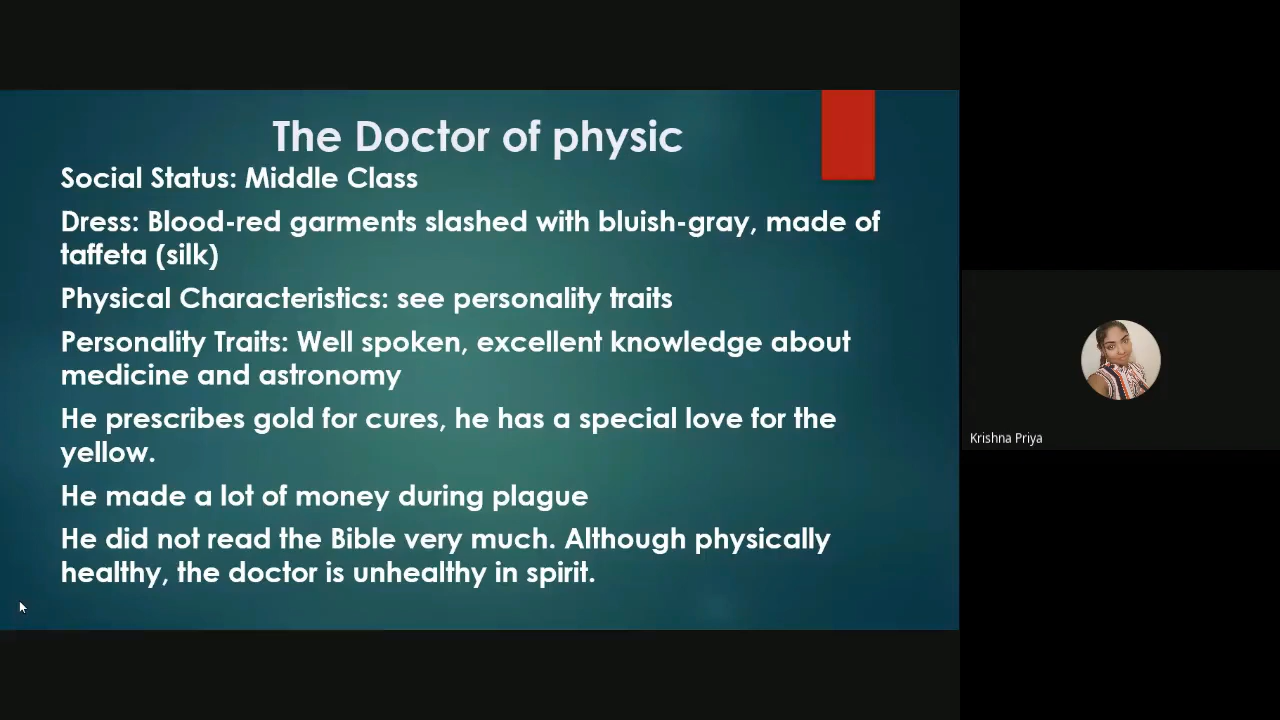 The Doctor of physic
Social Status: Middle Class
Dress: Blood-red garments slashed with bluish-gray, made of
taffeta (silk)
Physical Characteristics: see personality traits
Personality Traits: Well spoken, excellent knowledge about
medicine and astronomy
He prescribes gold for cures, he has a special love for the
yellow.
He made a lot of money during plague
He did not read the Bible very much. Although physically
healthy, the doctor is unhealthy in spirit.
Krishna Priya